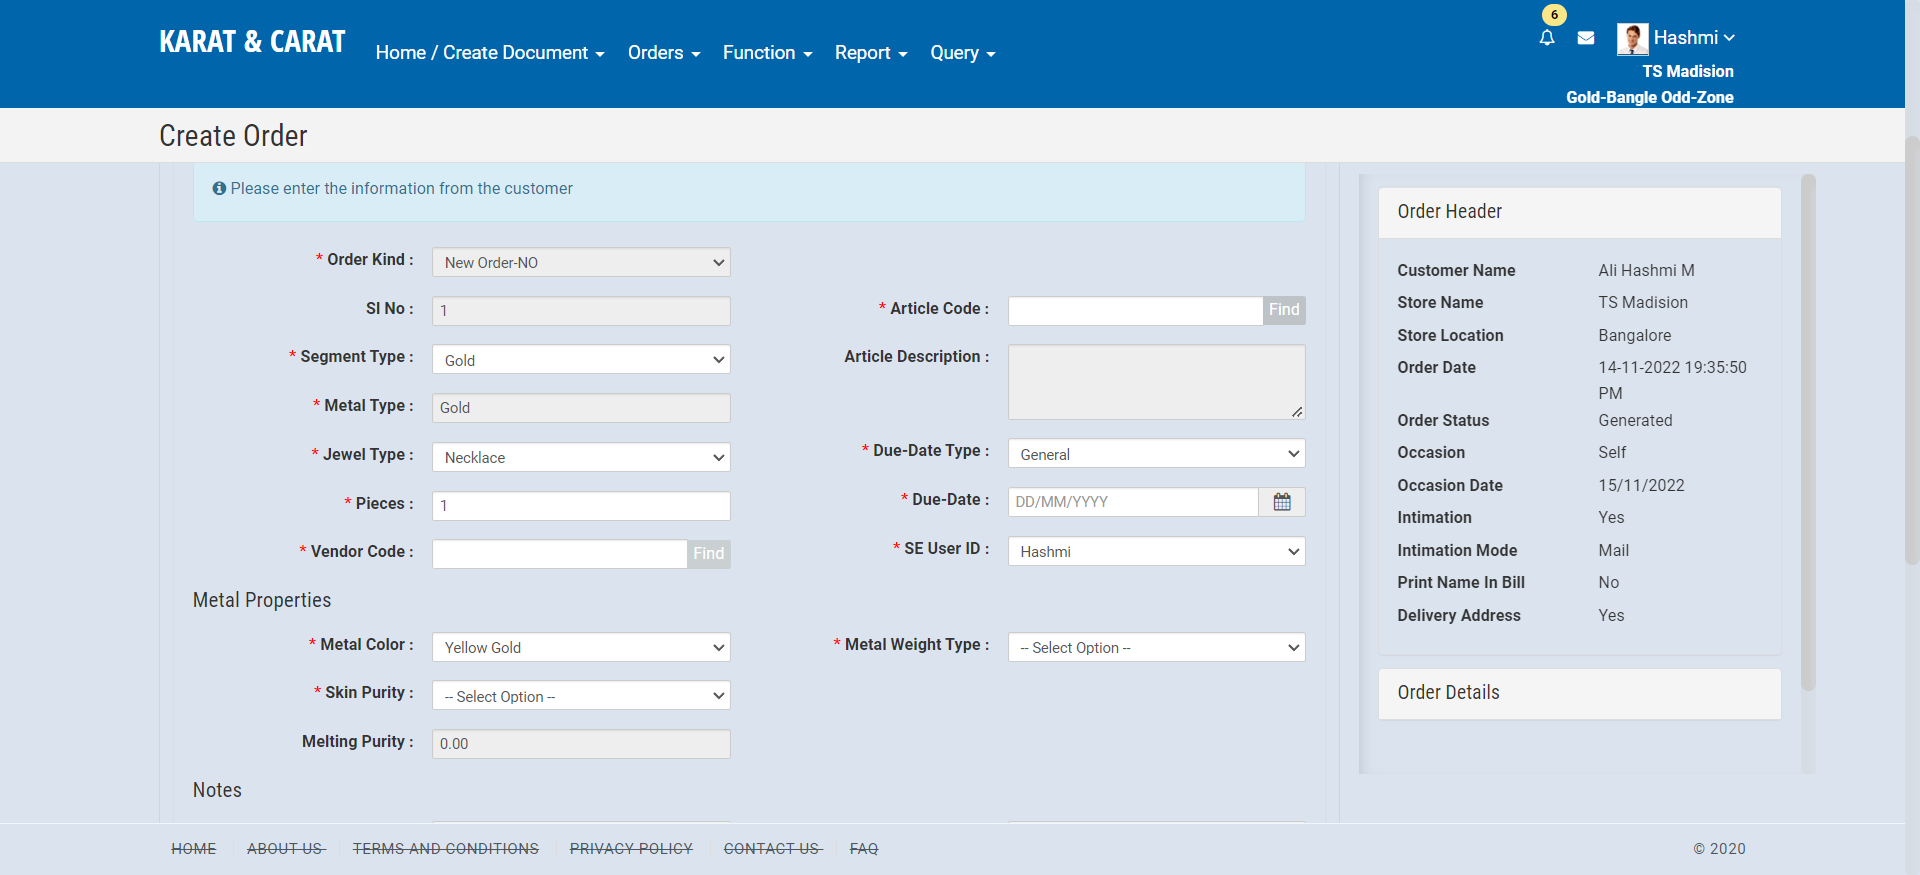 KARAT & CARAT
Home / Create Document
Orders
Function
Report
Query
6
Hashmi
TS Madision
Gold-Bangle Odd-Zone
Create Order
Please enter the information from the customer
* Order Kind :
New Order-NO
SI No :
1
* Article Code :
Find
* Segment Type :
Gold
Article Description :
* Metal Type :
Gold
* Jewel Type :
Necklace
* Due-Date Type :
General
* Pieces :
1
* Due-Date :
DD/MM/YYYY
* Vendor Code :
Find
* SE User ID :
Hashmi
Metal Properties
* Metal Color :
Yellow Gold
* Metal Weight Type :
-- Select Option --
* Skin Purity :
-- Select Option --
Melting Purity :
0.00
Notes
Order Header
Customer Name Ali Hashmi M
Store Name TS Madision
Store Location Bangalore
Order Date 14-11-2022 19:35:50
PM
Order Status Generated
Occasion Self
Occasion Date 15/11/2022
Intimation Yes
Intimation Mode Mail
Print Name In Bill No
Delivery Address Yes
Order Details
HOME
ABOUT US
TERMS AND CONDITIONS
PRIVACY POLICY
CONTACT US
FAQ
© 2020